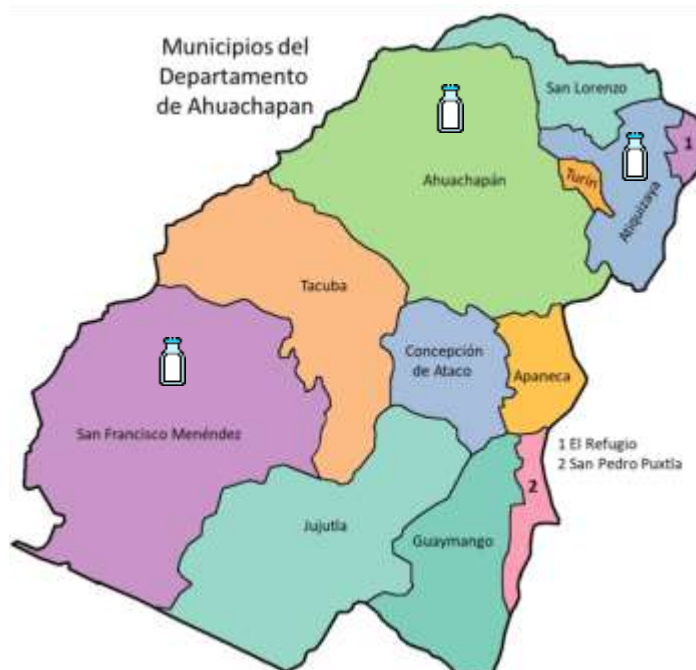 Municipios del
Departamento
de Ahuachapan
San Lorenzo
1
Ahuachapán
Turín
Atiquizaya
Tacuba
Concepción
de Ataco
Apaneca
San Francisco Menéndez
1 El Refugio
2 San Pedro Puxtla
2
Jujutla
Guaymango